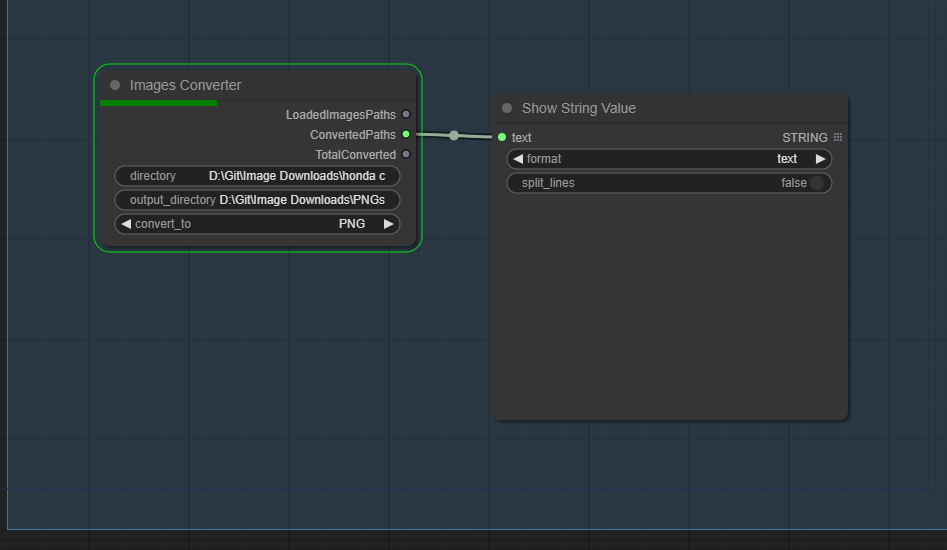 Images Converter
LoadedImagesPaths
ConvertedPaths
TotalConverted
directory D:\Git\Image Downloads\honda c
output_directory D:\Git\Image Downloads\PNGs
convert_to PNG
Show String Value
text STRING
format text
split_lines false